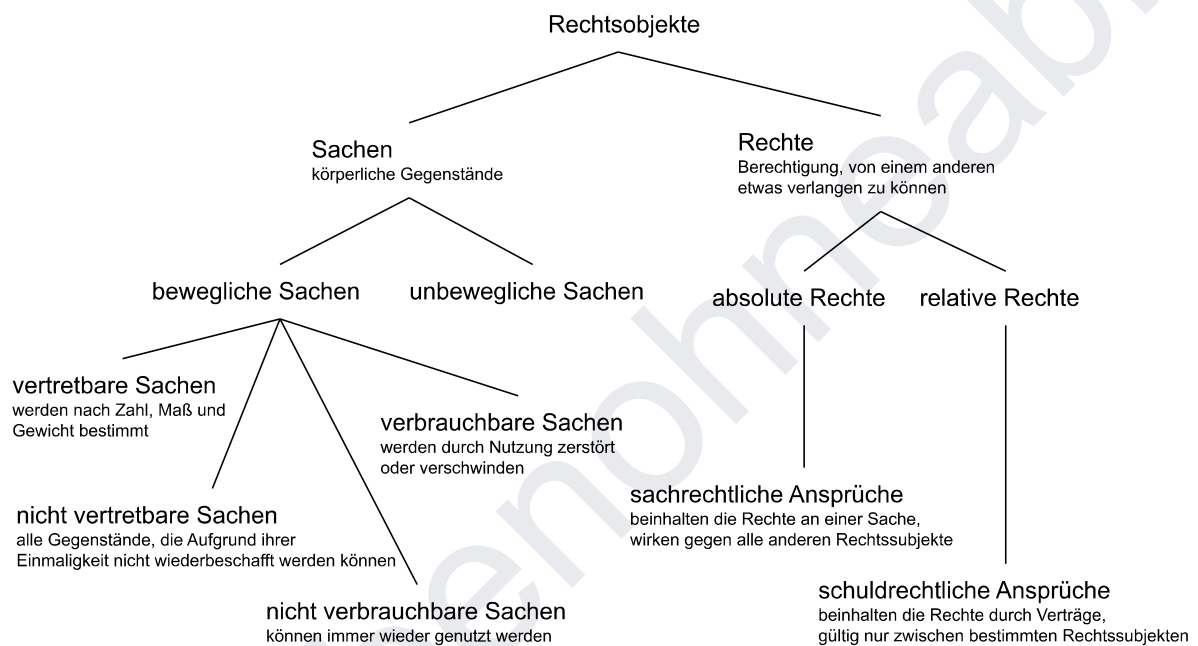 Rechtsobjekte
Sachen
körperliche Gegenstände
Rechte
Berechtigung, von einem anderen
etwas verlangen zu können
bewegliche Sachen
unbewegliche Sachen
absolute Rechte
relative Rechte
vertretbare Sachen
werden nach Zahl, Maß und
Gewicht bestimmt
verbrauchbare Sachen
werden durch Nutzung zerstört
oder verschwinden
nicht vertretbare Sachen
alle Gegenstände, die Aufgrund ihrer
Einmaligkeit nicht wiederbeschafft werden können
sachrechtliche Ansprüche
beinhalten die Rechte an einer Sache,
wirken gegen alle anderen Rechtssubjekte
nicht verbrauchbare Sachen
können immer wieder genutzt werden
schuldrechtliche Ansprüche
beinhalten die Rechte durch Verträge,
gültig nur zwischen bestimmten Rechtssubjekten